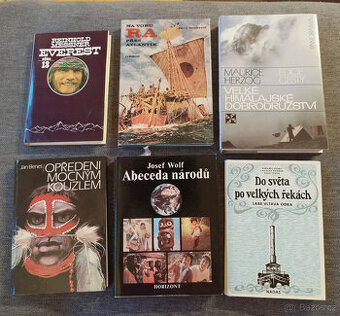 REINHOLD
MESSNER
EVEREST
NA VORU
RA
PŘES
ATLANTIK
MAURICE
HERZOG
VELKÉ
HIMÁLAJSKÉ
DOBRODRUŽSTVÍ
Jan Beneš
OPŘEDENI
MOCNÝM
KOUZLEM
Josef Wolf
Abeceda národů
HORIZONT
Do světa
po velkých řekách
LABE VLTAVA ODRA
NADAS